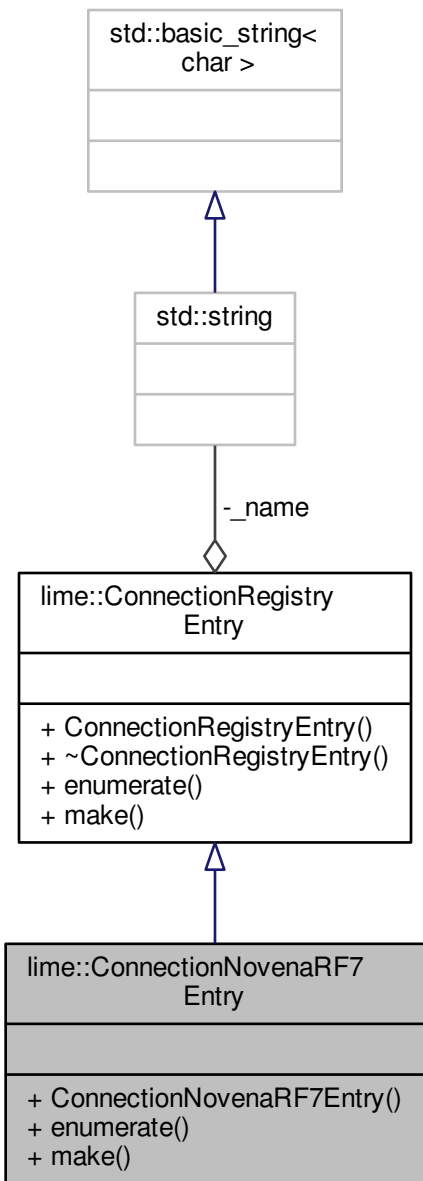 std::basic_string<
char >
std::string
-_name
lime::ConnectionRegistry
Entry
+ ConnectionRegistryEntry()
+ ~ConnectionRegistryEntry()
+ enumerate()
+ make()
lime::ConnectionNovenaRF7
Entry
+ ConnectionNovenaRF7Entry()
+ enumerate()
+ make()